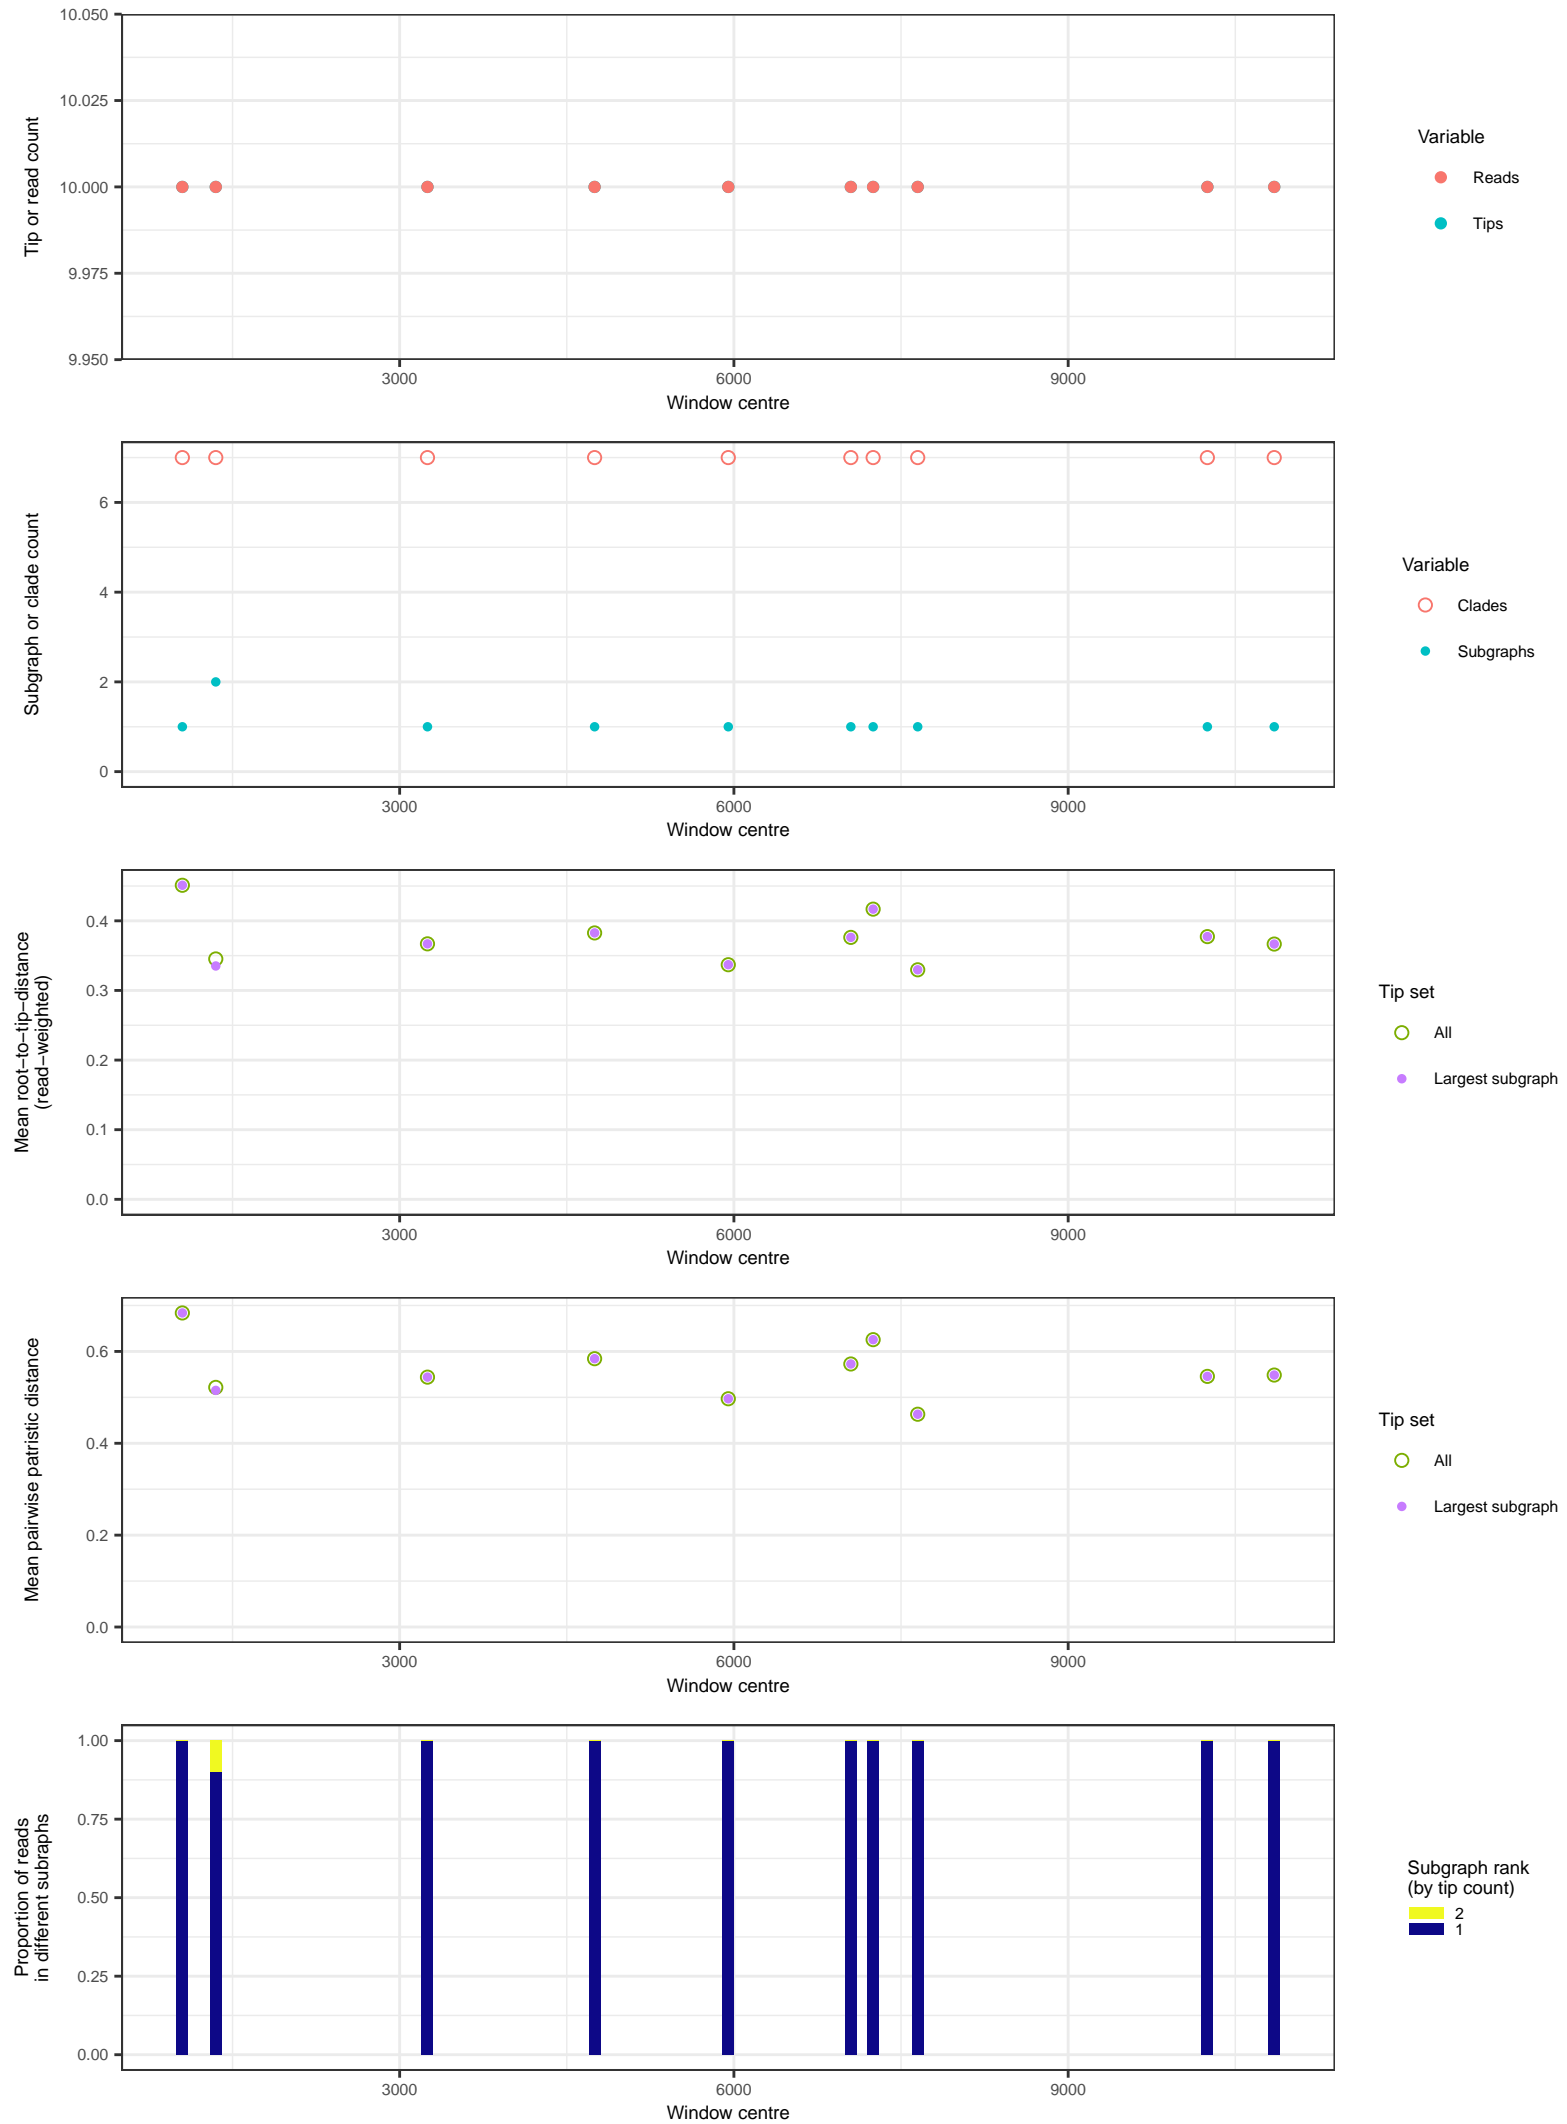 10.050
10.025
10.000
9.975
9.950
Tip or read count
3000 6000 9000
Window centre
Variable
Reads
Tips
6
4
2
0
Subgraph or clade count
3000 6000 9000
Window centre
Variable
Clades
Subgraphs
0.4
0.3
0.2
0.1
0.0
Mean root−to−tip−distance
(read−weighted)
3000 6000 9000
Window centre
Tip set
All
Largest subgraph
0.6
0.4
0.2
0.0
Mean pairwise patristic distance
3000 6000 9000
Window centre
Tip set
All
Largest subgraph
1.00
0.75
0.50
0.25
0.00
Proportion of reads
in different subraphs
3000 6000 9000
Window centre
Subgraph rank
(by tip count)
2
1